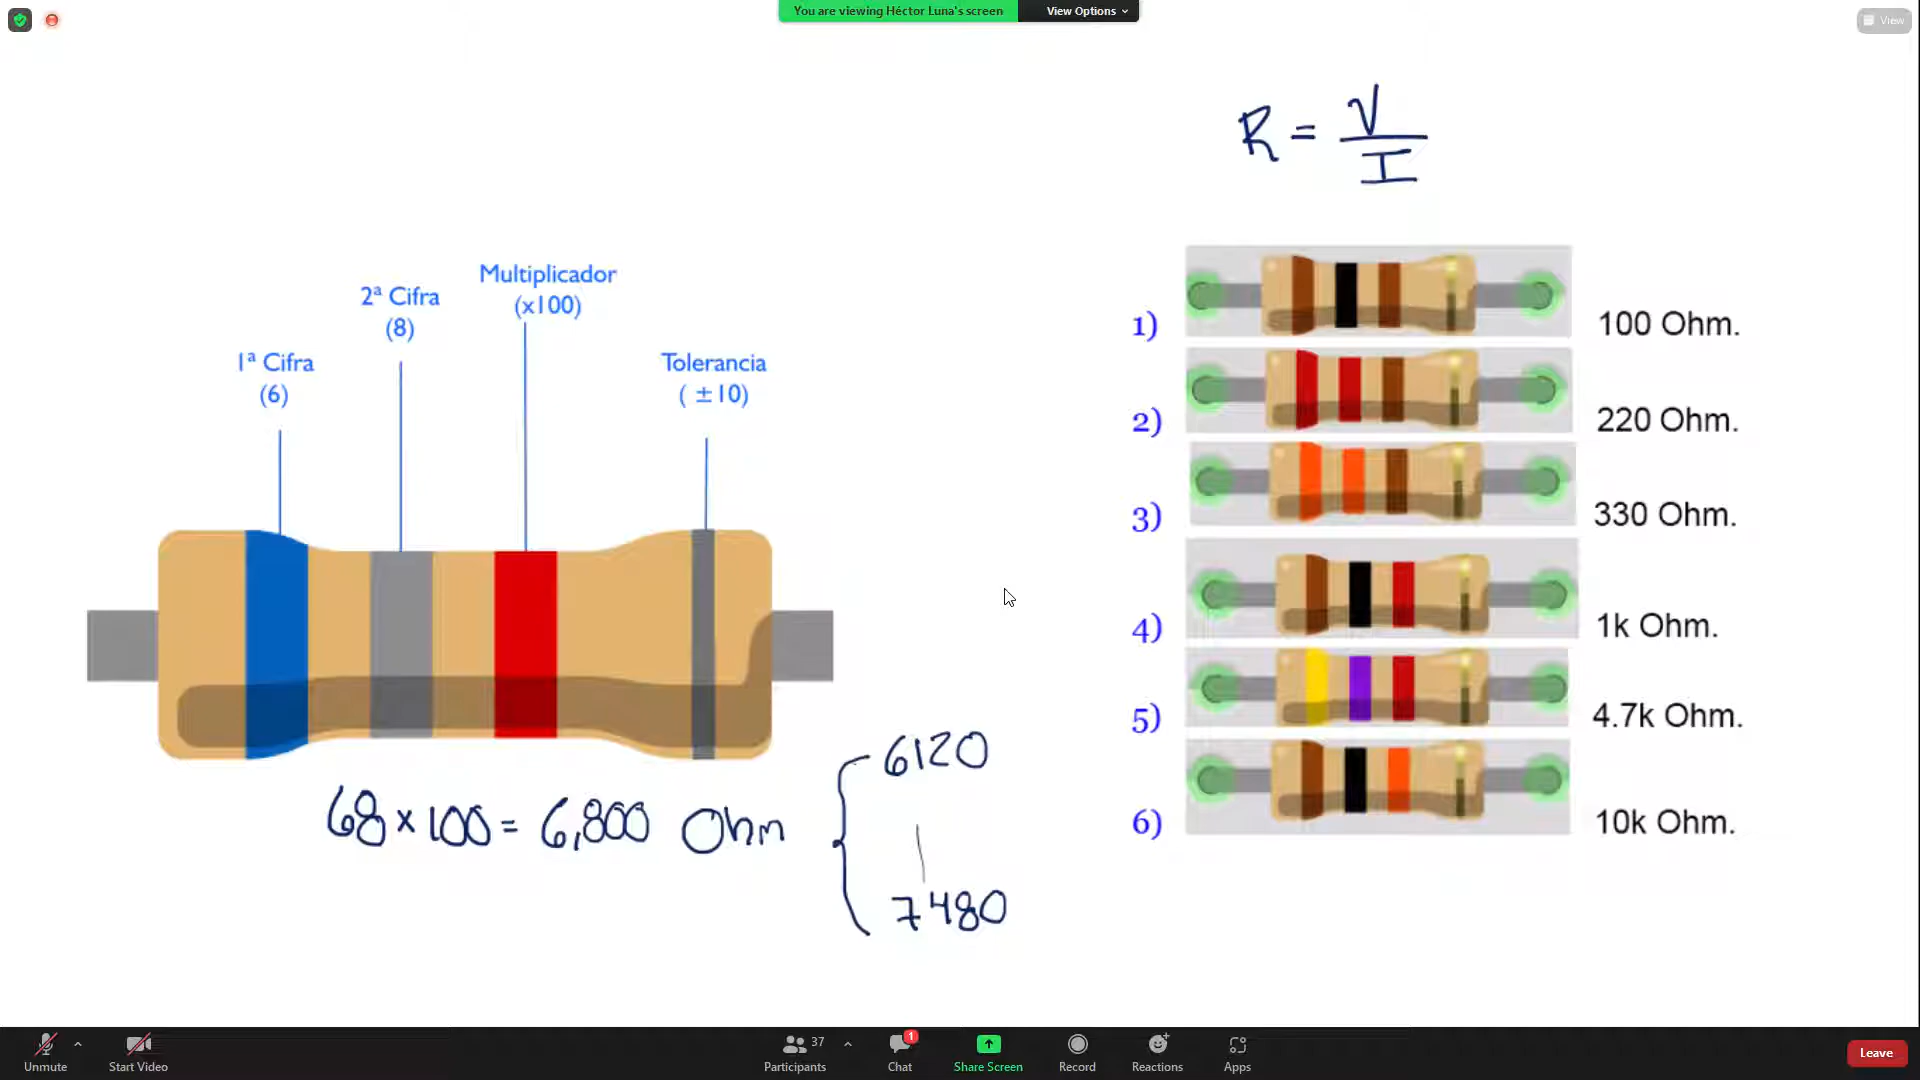 You are viewing Héctor Luna's screen
View Options
View
R = V
I
Multiplicador
(x100)
2ª Cifra
(8)
1ª Cifra
(6)
Tolerancia
( ±10)
68 x 100 = 6,800 Ohm
6120
7480
1) 100 Ohm.
2) 220 Ohm.
3) 330 Ohm.
4) 1k Ohm.
5) 4.7k Ohm.
6) 10k Ohm.
Unmute
Start Video
37
Participants
1
Chat
Share Screen
Record
Reactions
Apps
Leave